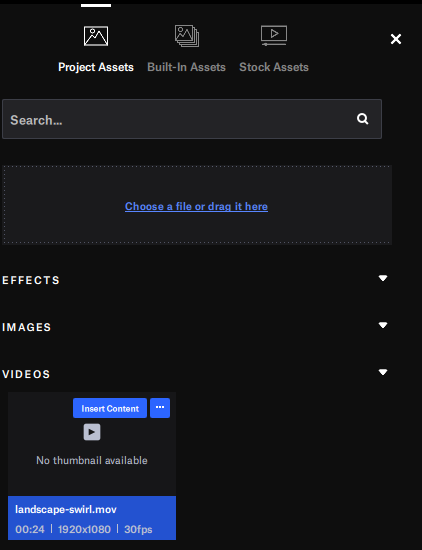 Project Assets Built-In Assets Stock Assets
Search...
Choose a file or drag it here
EFFECTS
IMAGES
VIDEOS
Insert Content
No thumbnail available
landscape-swirl.mov
00:24 | 1920x1080 | 30fps